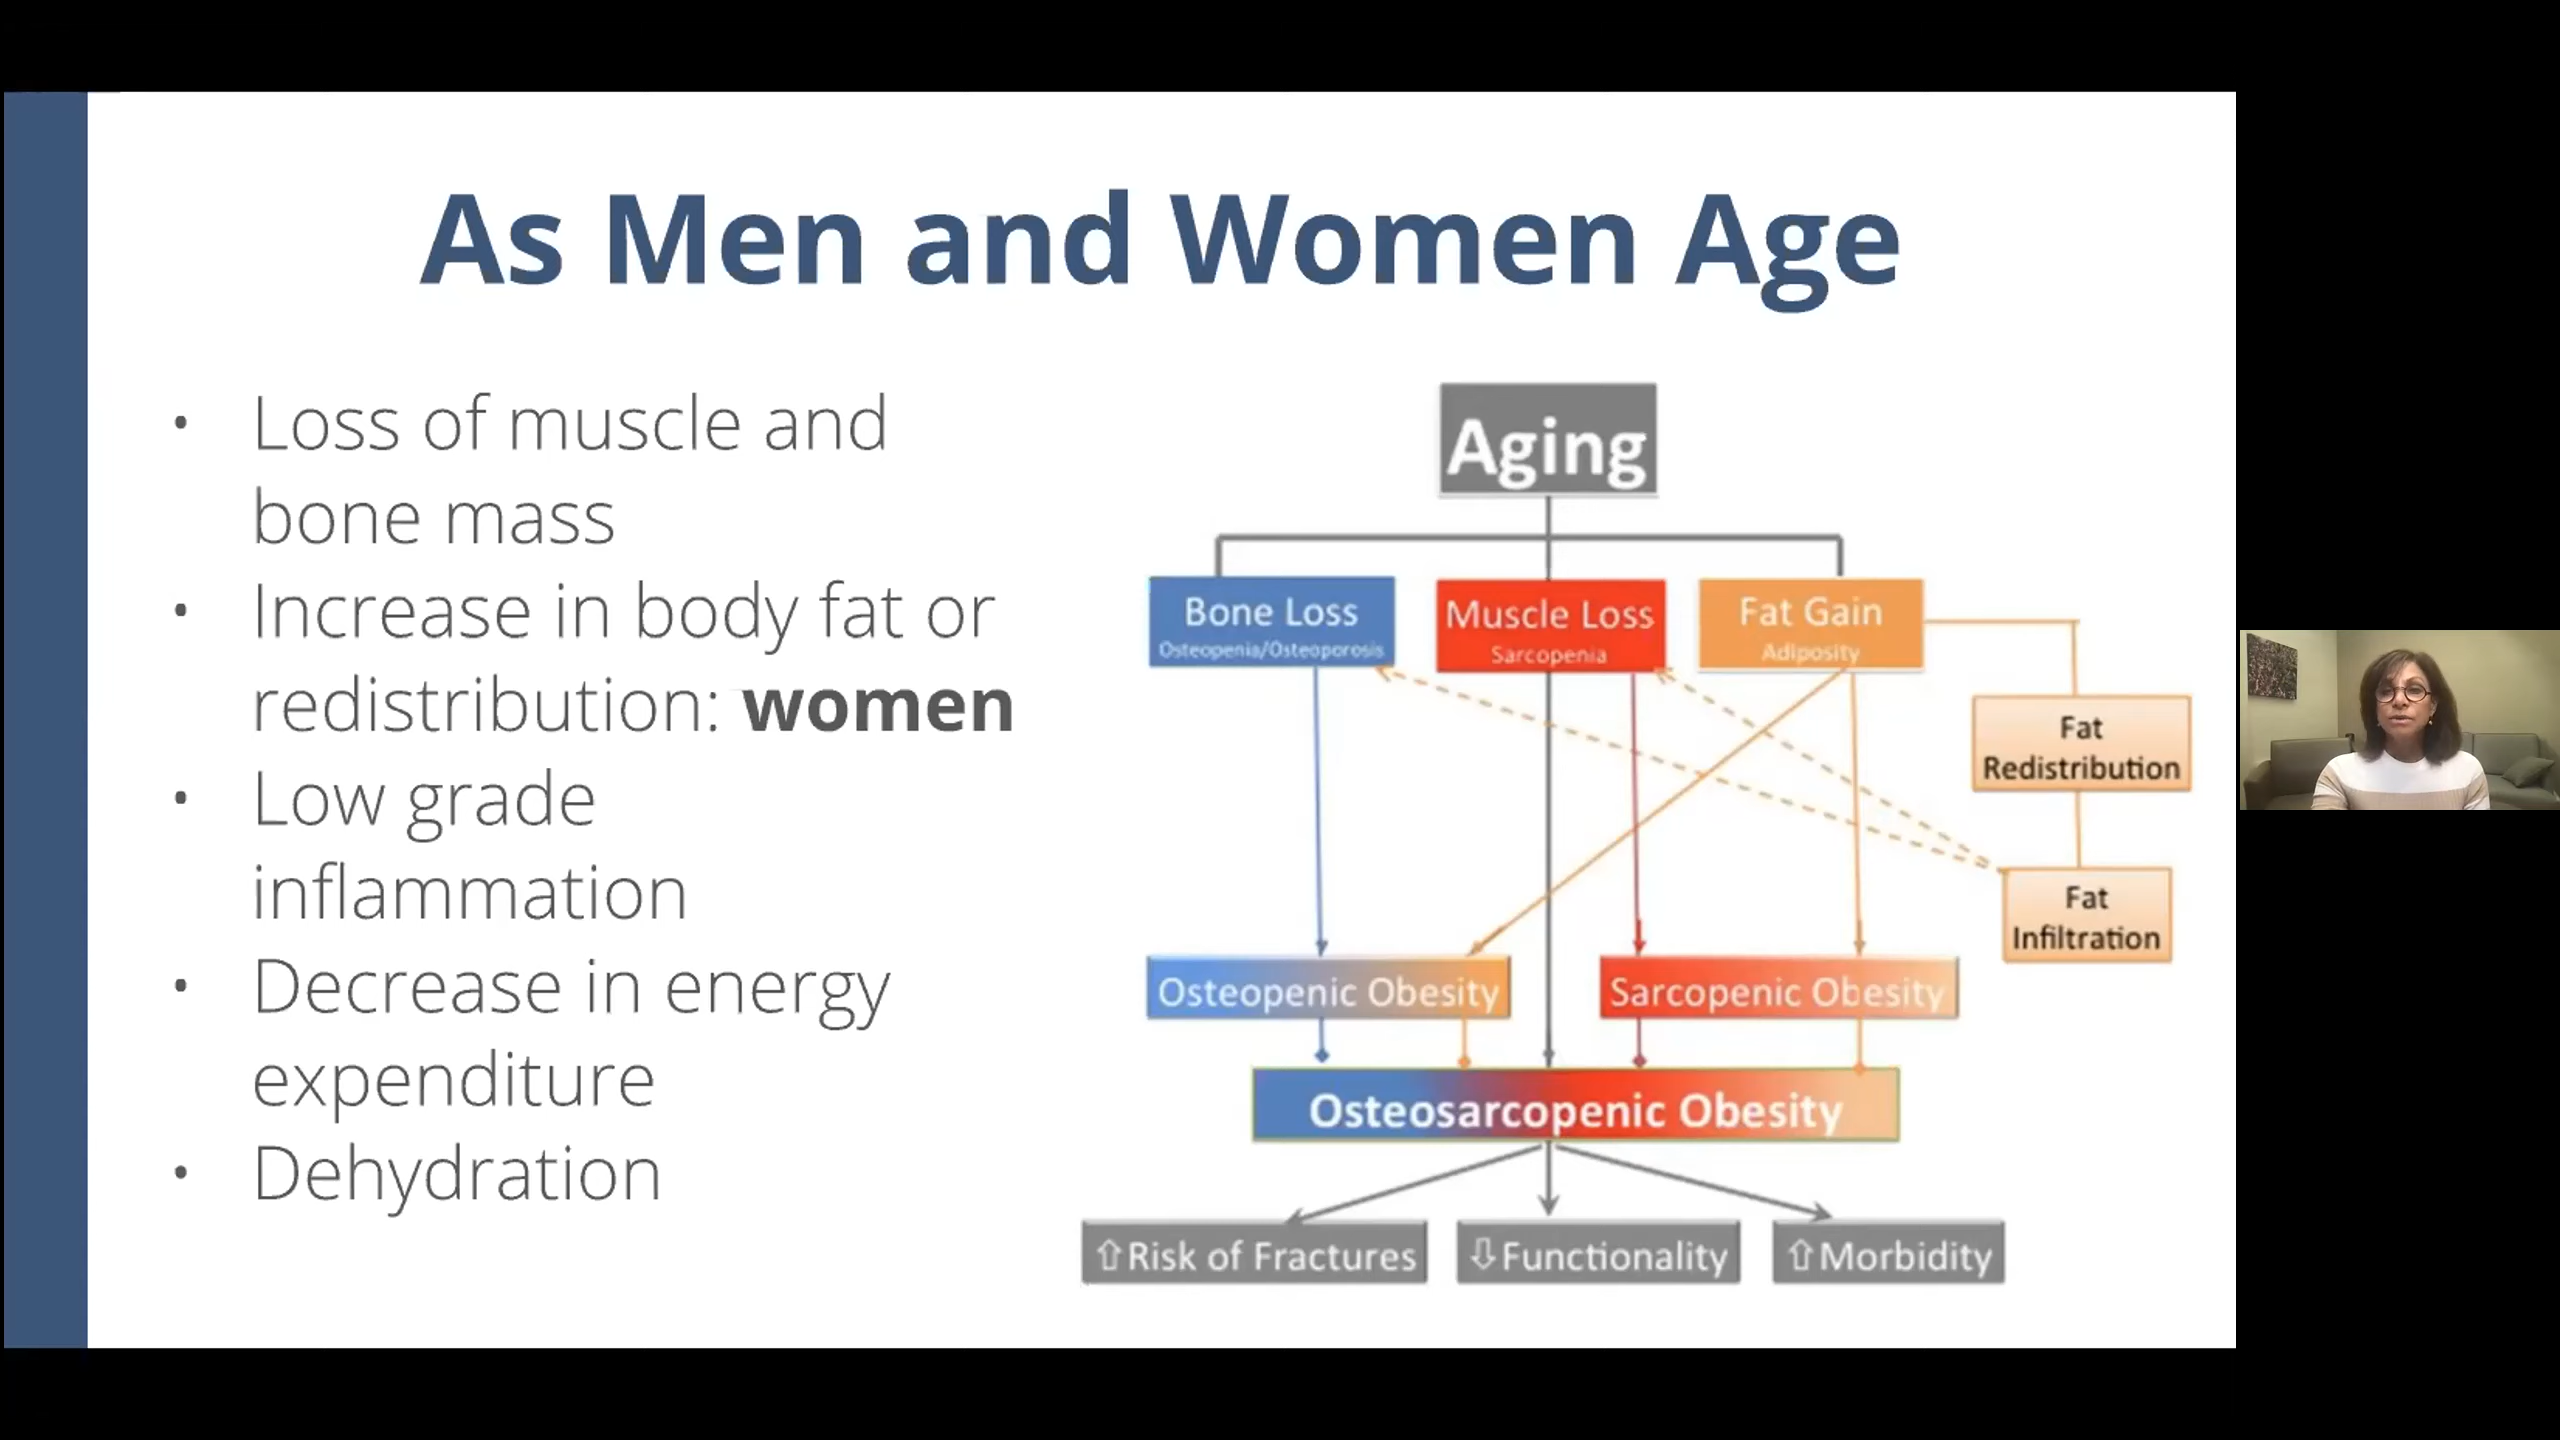 As Men and Women Age
• Loss of muscle and
bone mass
• Increase in body fat or
redistribution: women
• Low grade
inflammation
• Decrease in energy
expenditure
• Dehydration
Aging
Bone Loss
Osteopenia/Osteoporosis
Muscle Loss
Sarcopenia
Fat Gain
Adiposity
Fat
Redistribution
Fat
Infiltration
Osteopenic Obesity
Sarcopenic Obesity
Osteosarcopenic Obesity
⇧Risk of Fractures
⇩Functionality
⇧Morbidity